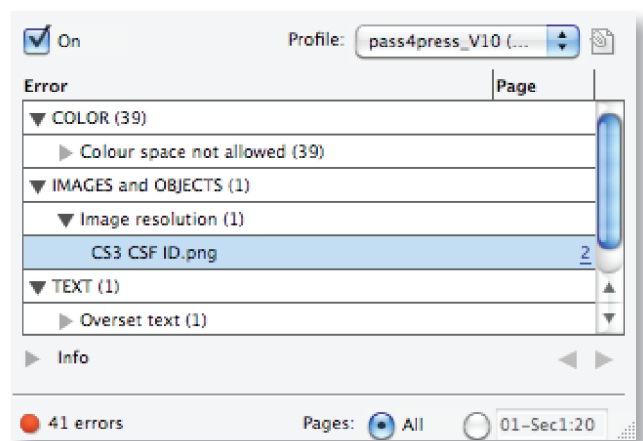 On Profile: pass4press_V10 (...
Error Page
COLOR (39)
Colour space not allowed (39)
IMAGES and OBJECTS (1)
Image resolution (1)
CS3 CSF ID.png 2
TEXT (1)
Overset text (1)
Info
41 errors Pages: All 01-Sec1:20